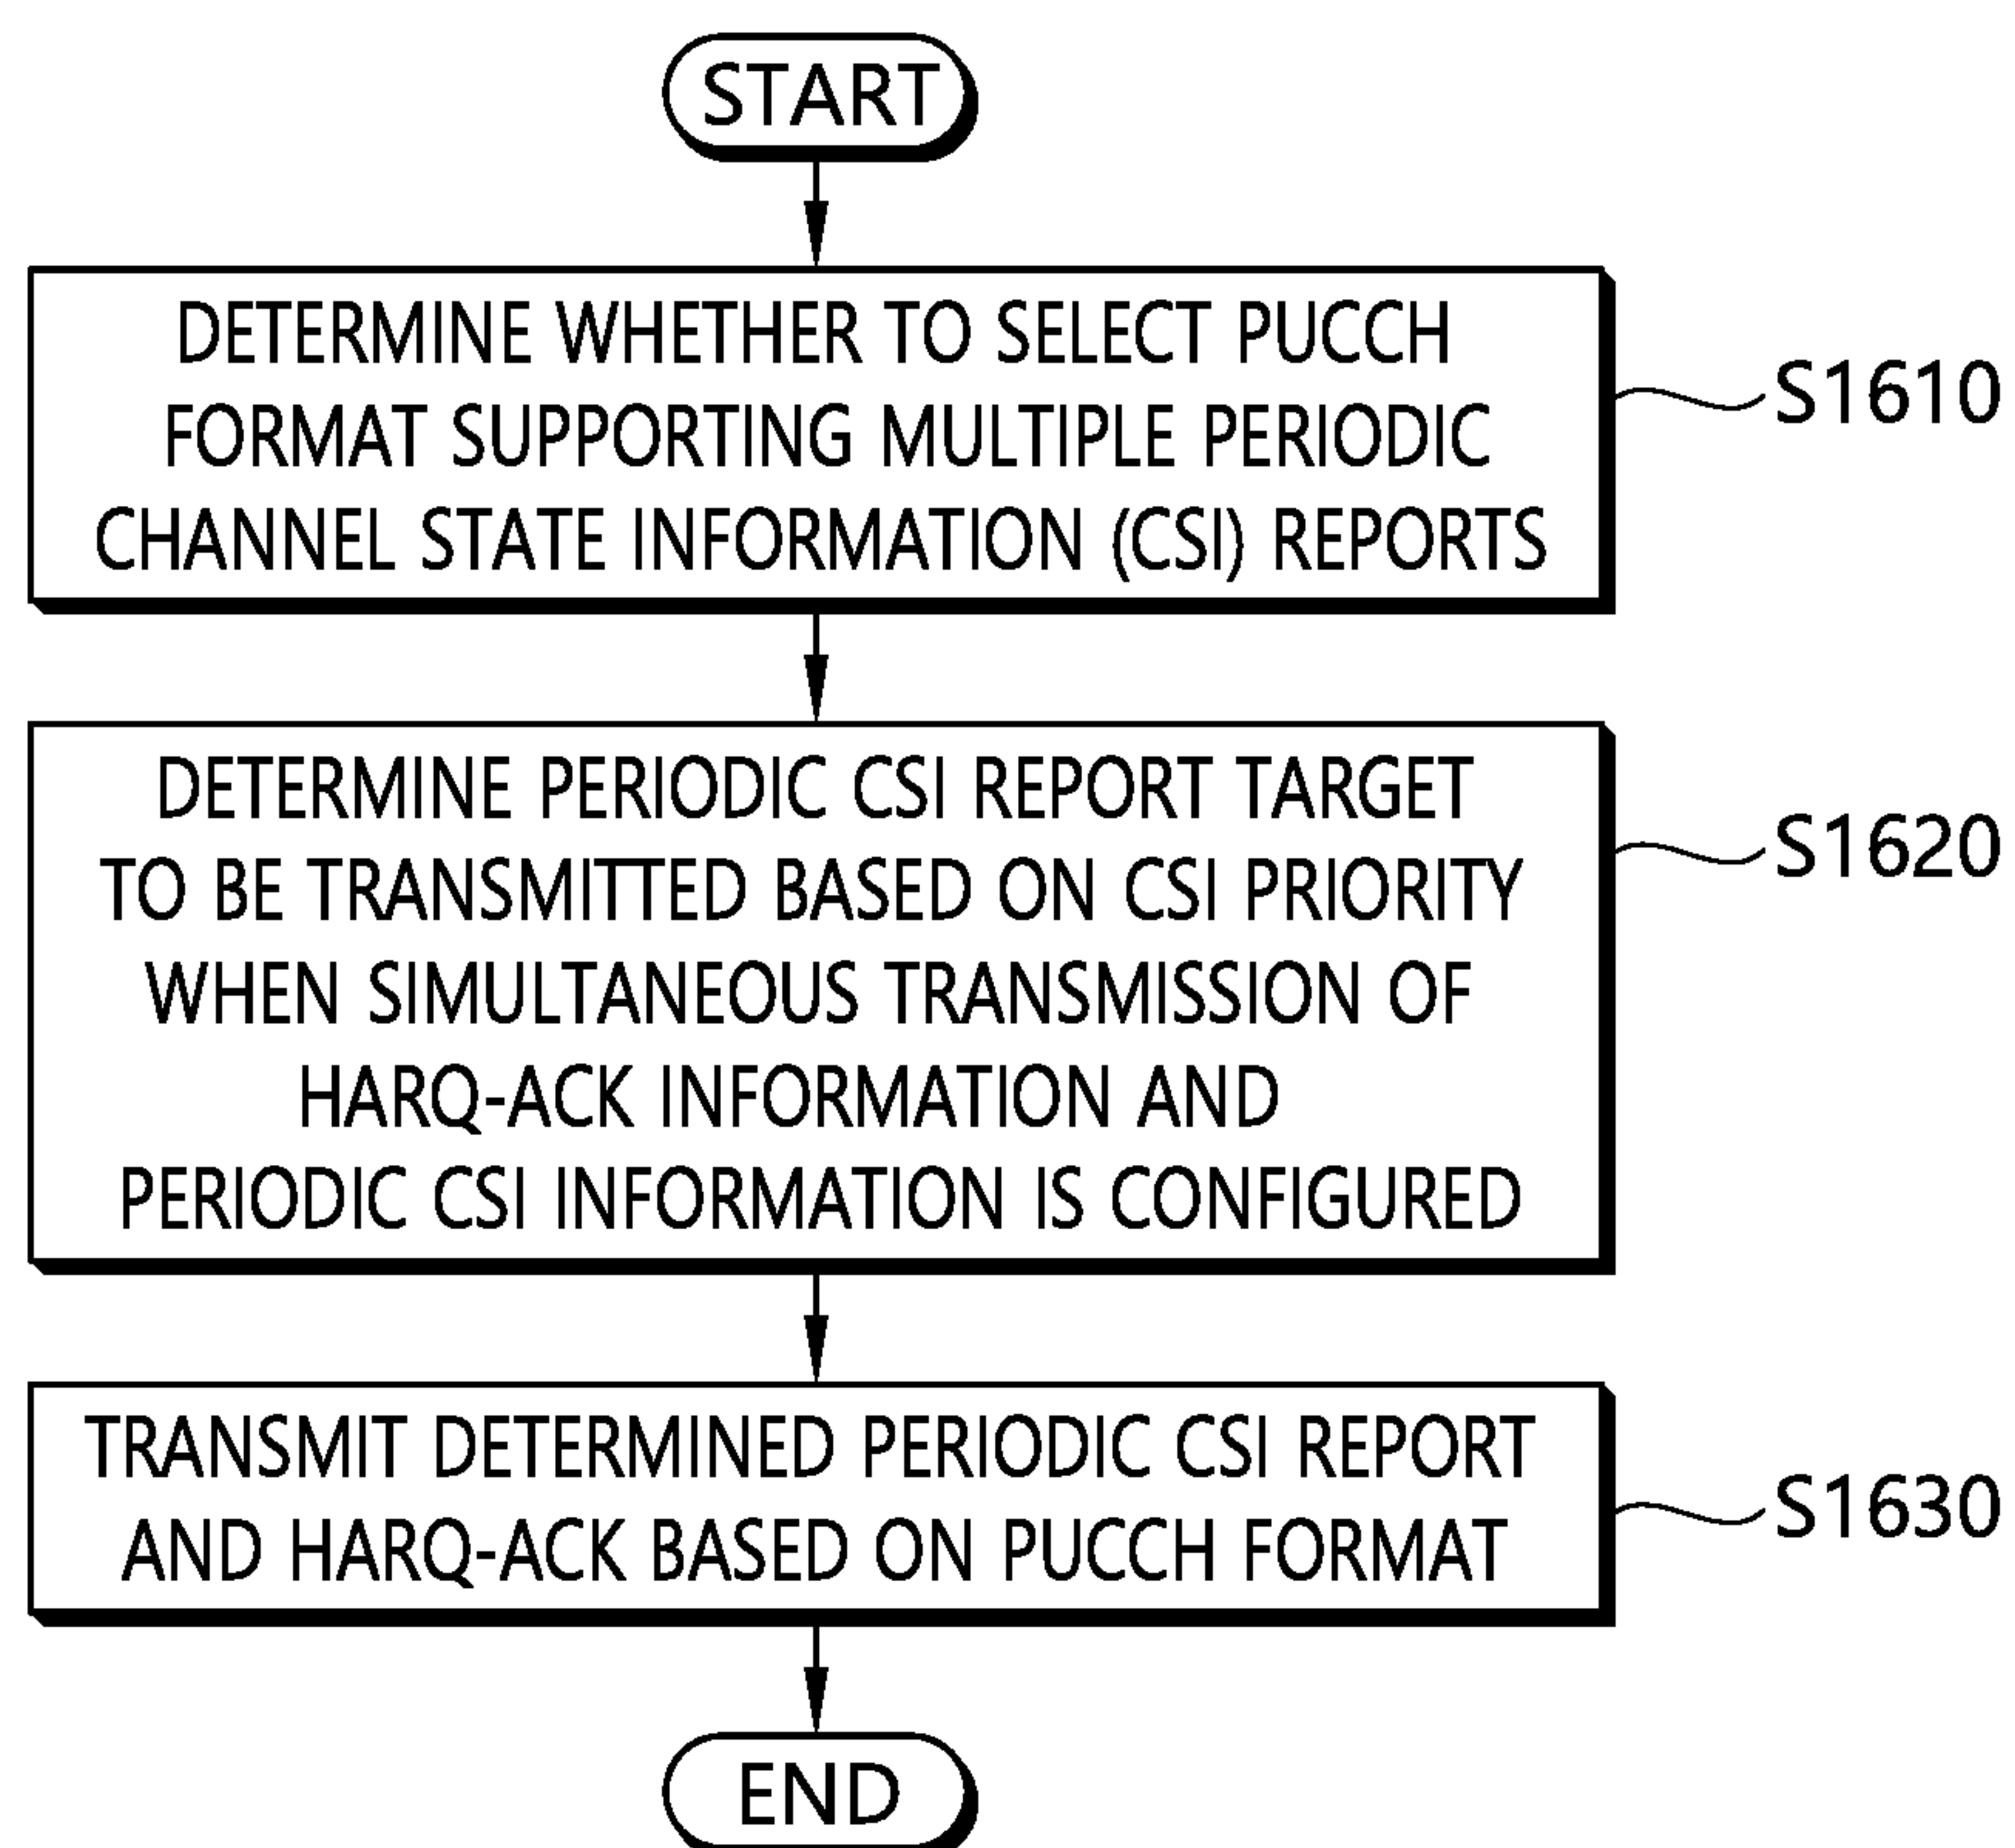 START
DETERMINE WHETHER TO SELECT PUCCH
FORMAT SUPPORTING MULTIPLE PERIODIC
CHANNEL STATE INFORMATION (CSI) REPORTS
S1610
DETERMINE PERIODIC CSI REPORT TARGET
TO BE TRANSMITTED BASED ON CSI PRIORITY
WHEN SIMULTANEOUS TRANSMISSION OF
HARQ-ACK INFORMATION AND
PERIODIC CSI INFORMATION IS CONFIGURED
S1620
TRANSMIT DETERMINED PERIODIC CSI REPORT
AND HARQ-ACK BASED ON PUCCH FORMAT
S1630
END